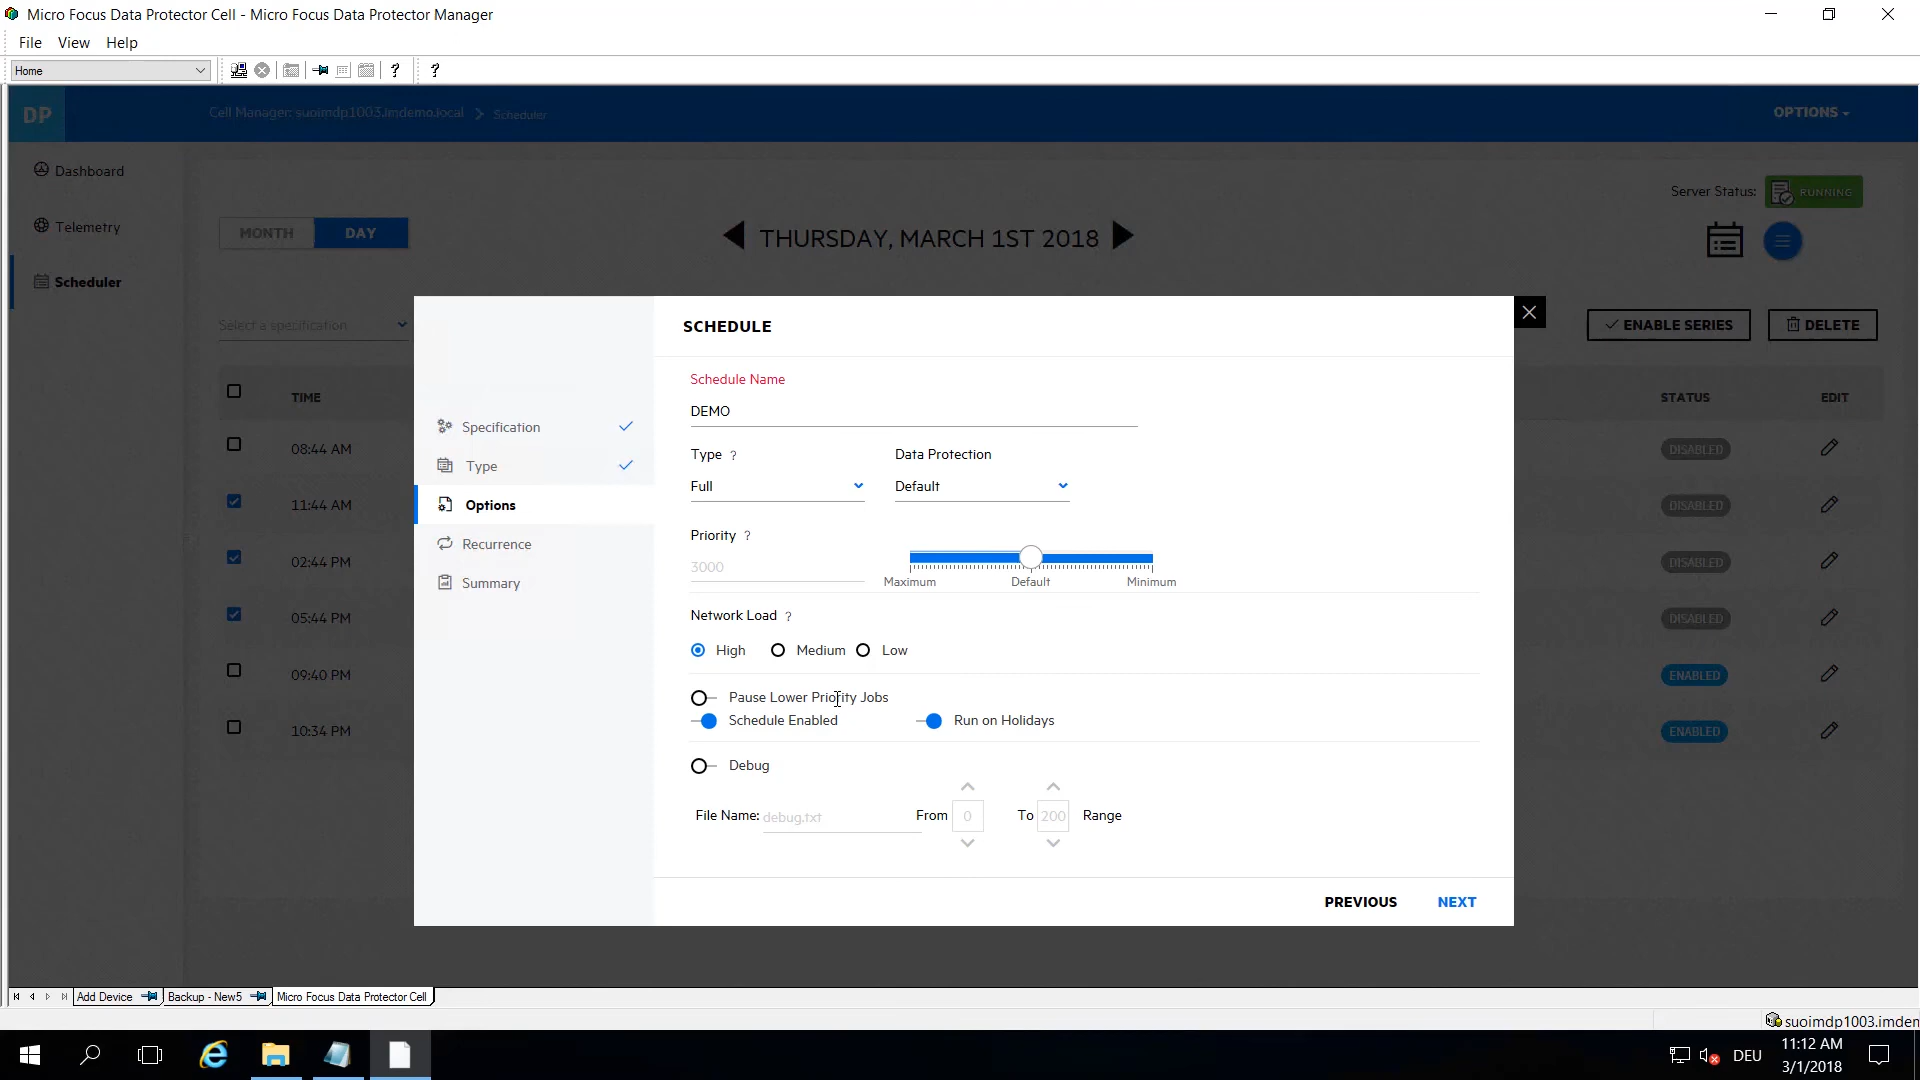 Micro Focus Data Protector Cell - Micro Focus Data Protector Manager
File View Help
Home ? ?
DP Cell Manager: suoimdp1003.imdemo.local Scheduler OPTIONS
Dashboard
Telemetry
Scheduler
Server Status: RUNNING
MONTH DAY
THURSDAY, MARCH 1ST 2018
Select a specification
ENABLE SERIES DELETE
TIME STATUS EDIT
08:44 AM DISABLED
11:44 AM DISABLED
02:44 PM DISABLED
05:44 PM DISABLED
09:40 PM ENABLED
10:34 PM ENABLED
Specification
Type
Options
Recurrence
Summary
SCHEDULE
Schedule Name
DEMO
Type ? Data Protection
Full Default
Priority ?
3000
Maximum Default Minimum
Network Load ?
High Medium Low
Pause Lower Priority Jobs
Schedule Enabled Run on Holidays
Debug
File Name: debug.txt From 0 To 200 Range
PREVIOUS NEXT
Add Device Backup - New5 Micro Focus Data Protector Cell
suoimdp1003.imden
DEU 11:12 AM
3/1/2018